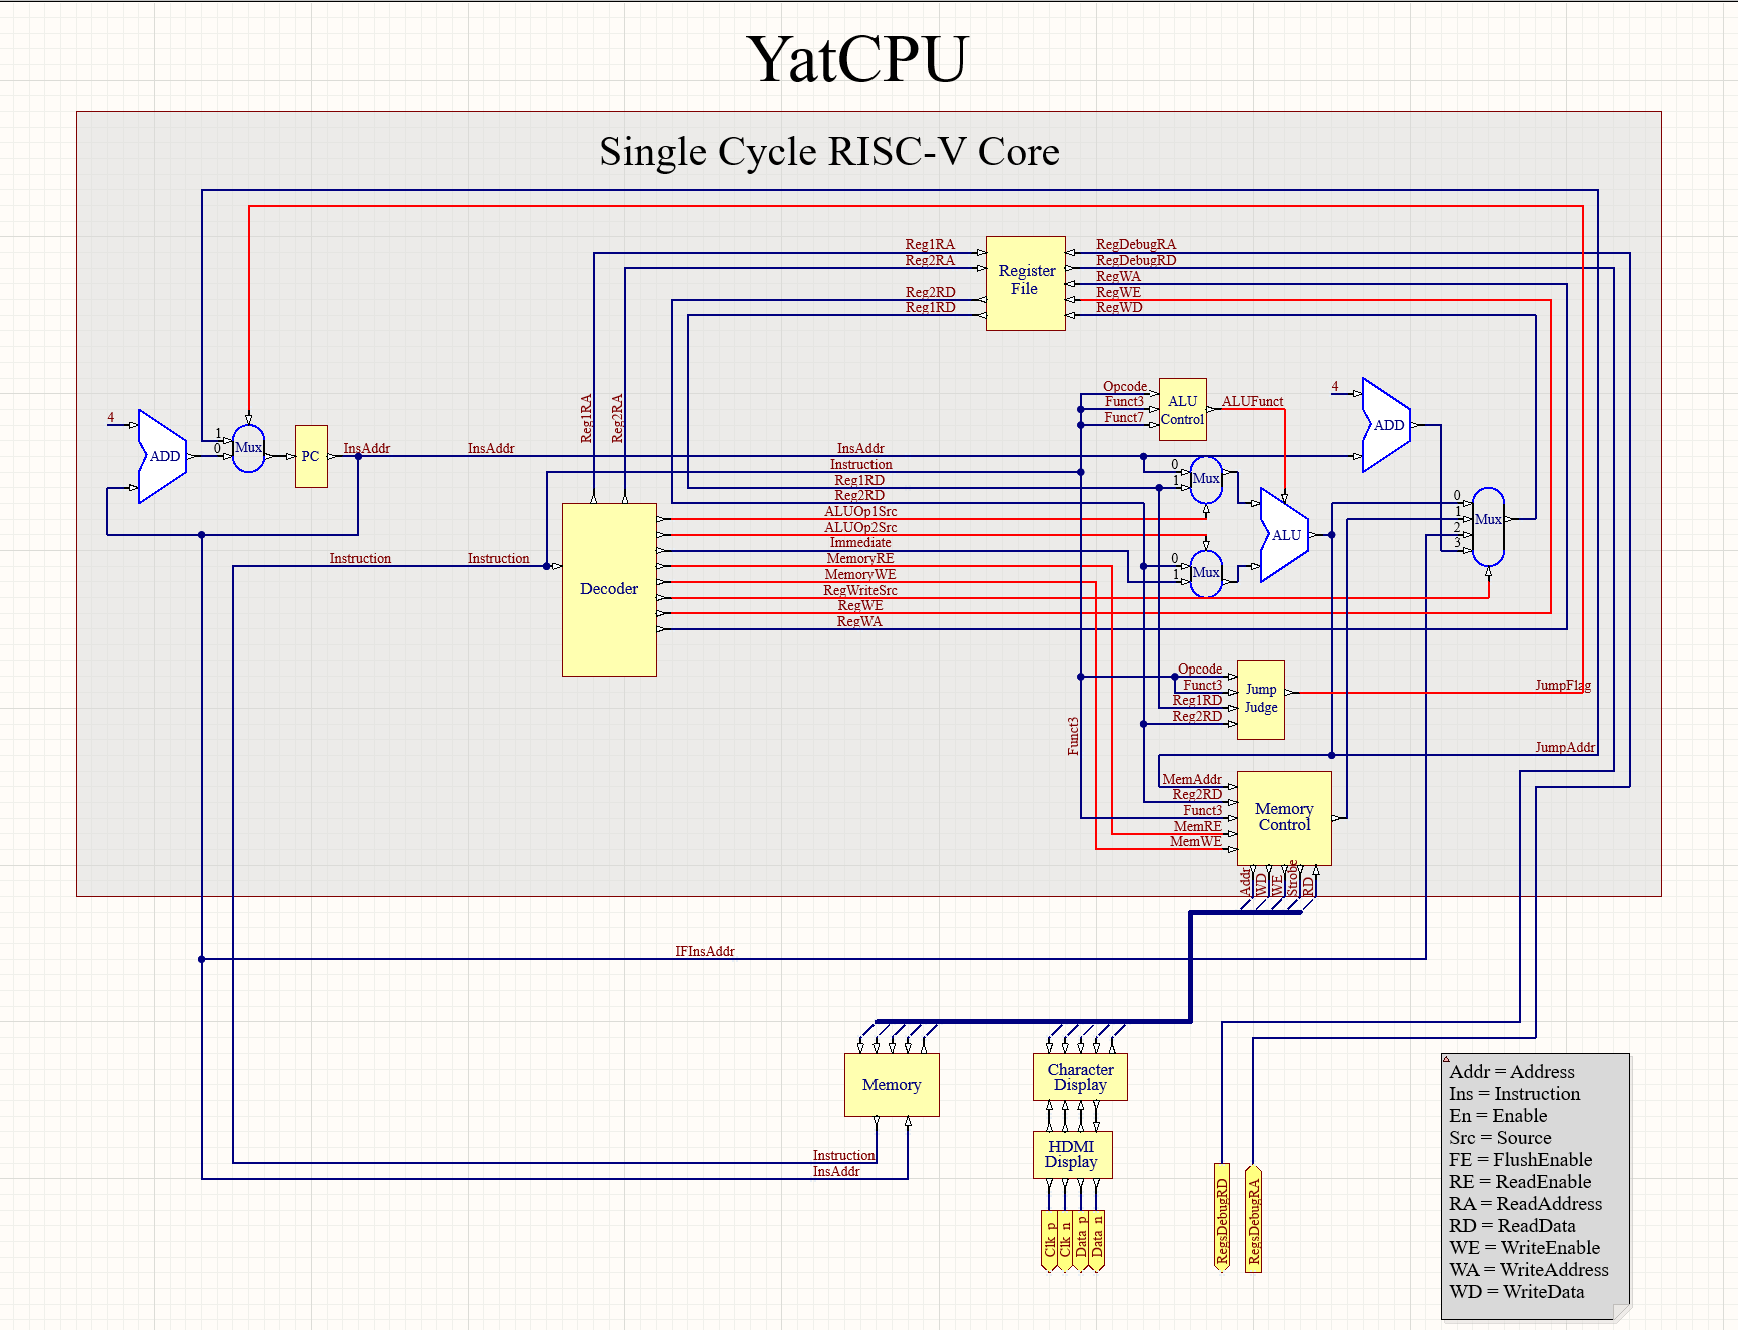 YatCPU
Single Cycle RISC-V Core
Reg1RA
Reg2RA
Reg2RD
Reg1RD
Register
File
RegDebugRA
RegDebugRD
RegWA
RegWE
RegWD
4
ADD
1
0
Mux
PC
InsAddr
InsAddr
InsAddr
Instruction
Reg1RD
Reg2RD
ALUOp1Src
ALUOp2Src
Immediate
MemoryRE
MemoryWE
RegWriteSrc
RegWE
RegWA
Reg1RA
Reg2RA
Instruction
Instruction
Decoder
Opcode
Funct3
Funct7
ALU
Control
ALUFunct
0
1
Mux
0
1
Mux
ALU
4
ADD
0
1
2
3
Mux
Opcode
Funct3
Reg1RD
Reg2RD
Jump
Judge
JumpFlag
JumpAddr
Funct3
MemAddr
Reg2RD
Funct3
MemRE
MemWE
Memory
Control
Addr
WD
WE
Strobe
RD
IFInsAddr
Memory
Character
Display
HDMI
Display
Instruction
InsAddr
Clk_p
Clk_n
Data_p
Data_n
RegsDebugRD
RegsDebugRA
Addr = Address
Ins = Instruction
En = Enable
Src = Source
FE = FlushEnable
RE = ReadEnable
RA = ReadAddress
RD = ReadData
WE = WriteEnable
WA = WriteAddress
WD = WriteData